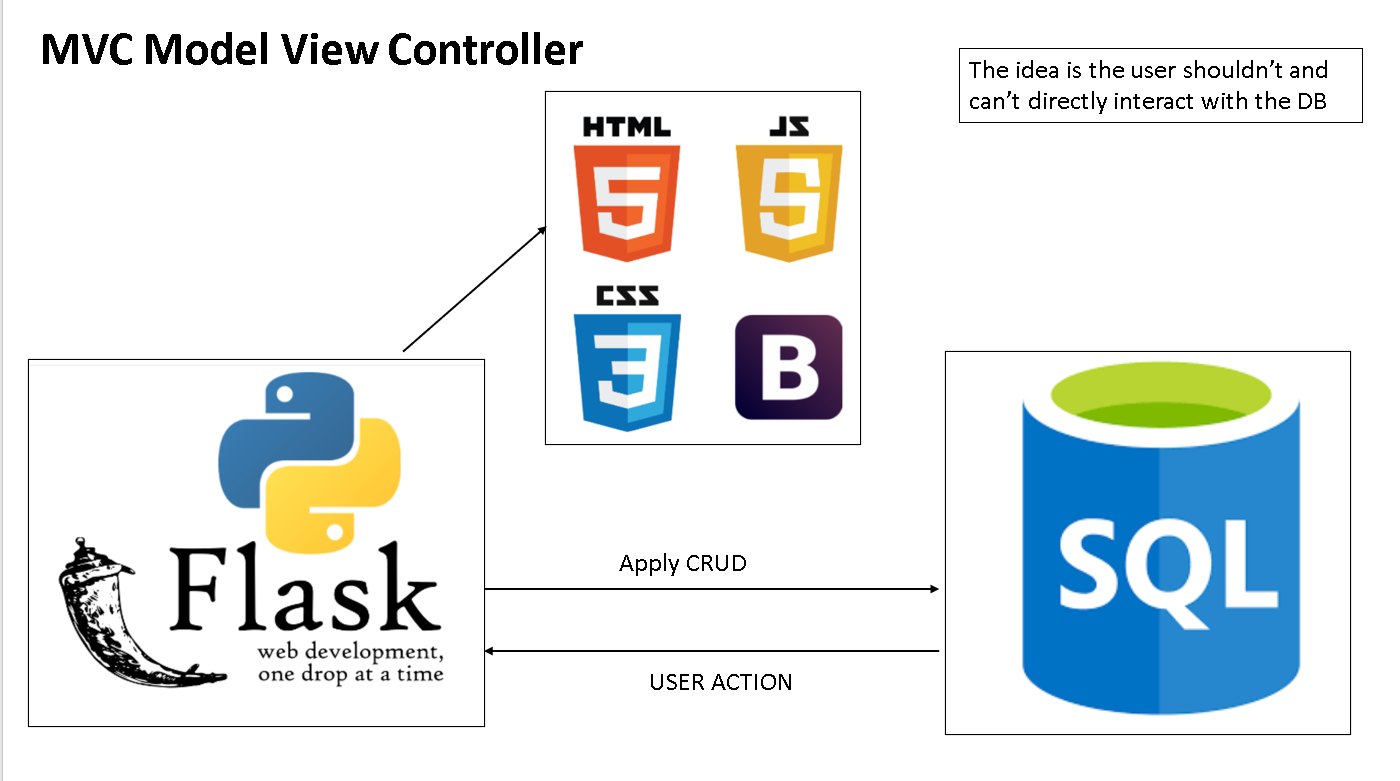 MVC Model View Controller
The idea is the user shouldn’t and
can’t directly interact with the DB
HTML
JS
5
5
CSS
3
B
Flask
web development,
one drop at a time
Apply CRUD
USER ACTION
SQL